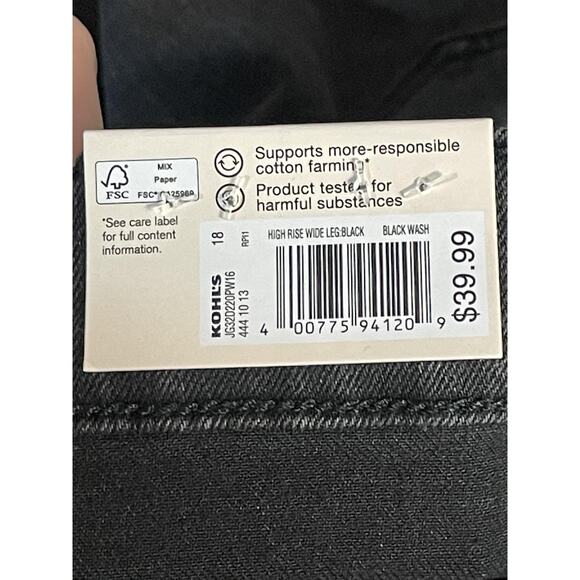 MIX
Paper
FSC
Supports more-responsible
cotton farming*
Product tested for
harmful substances
*See care label
for full content
information.
KOHL'S
JG32D220PW16
444 10 13
18
RP11
HIGH RISE WIDE LEG:BLACK BLACK WASH
4 00775 94120 9
$39.99